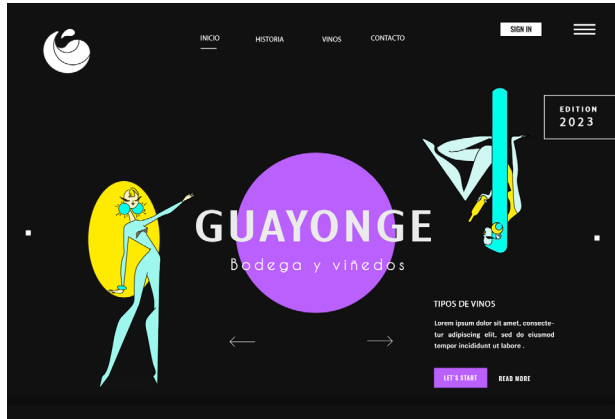 INICIO
HISTORIA
VINOS
CONTACTO
SIGN IN
EDITION
2023
GUAYONGE
Bodega y viñedos
TIPOS DE VINOS
Lorem ipsum dolor sit amet, consecte-
tur adipiscing elit, sed do eiusmod
tempor incididunt ut labore .
LET'S START
READ MORE